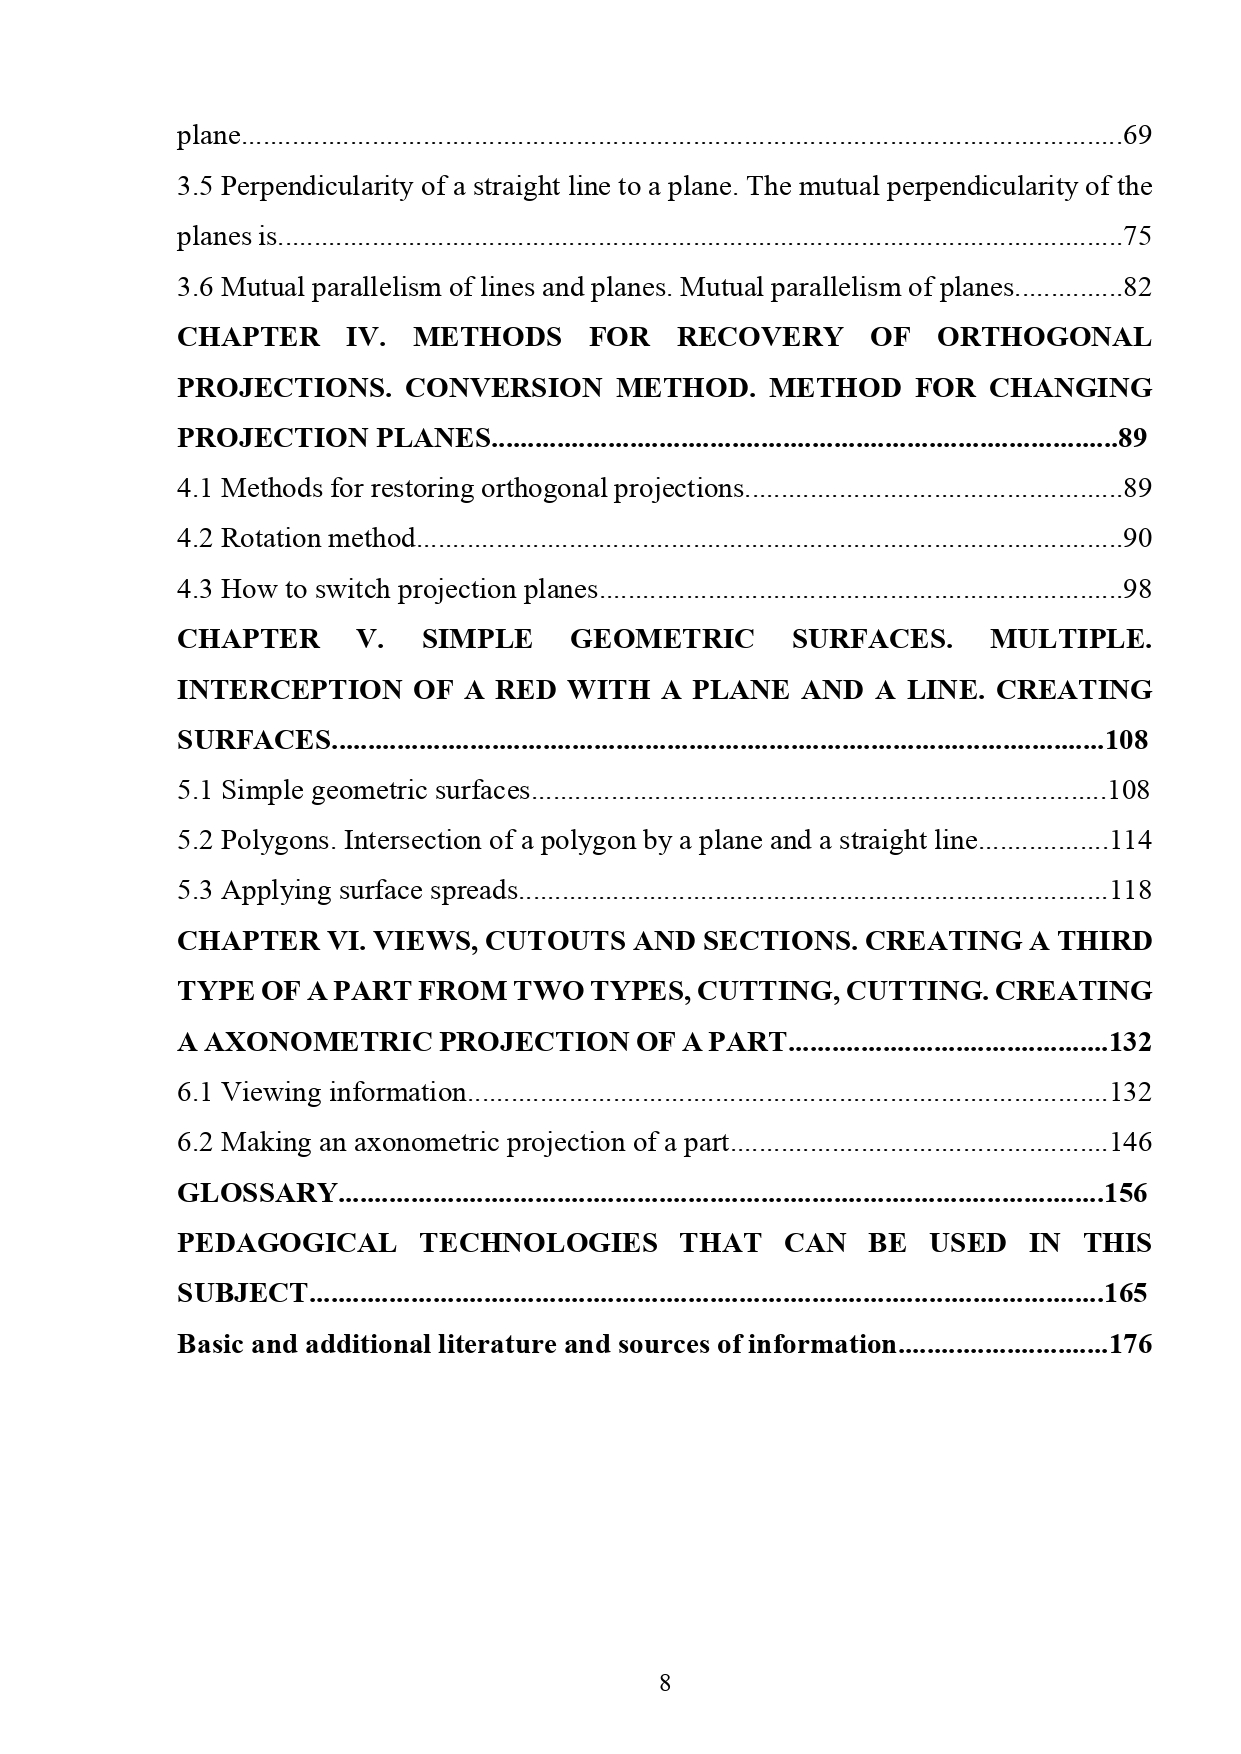 plane..........................................................................................................................69
3.5 Perpendicularity of a straight line to a plane. The mutual perpendicularity of the
planes is.....................................................................................................................75
3.6 Mutual parallelism of lines and planes. Mutual parallelism of planes...............82
CHAPTER IV. METHODS FOR RECOVERY OF ORTHOGONAL
PROJECTIONS. CONVERSION METHOD. METHOD FOR CHANGING
PROJECTION PLANES......................................................................................89
4.1 Methods for restoring orthogonal projections....................................................89
4.2 Rotation method..................................................................................................90
4.3 How to switch projection planes........................................................................98
CHAPTER V. SIMPLE GEOMETRIC SURFACES. MULTIPLE.
INTERCEPTION OF A RED WITH A PLANE AND A LINE. CREATING
SURFACES..........................................................................................................108
5.1 Simple geometric surfaces...............................................................................108
5.2 Polygons. Intersection of a polygon by a plane and a straight line..................114
5.3 Applying surface spreads.................................................................................118
CHAPTER VI. VIEWS, CUTOUTS AND SECTIONS. CREATING A THIRD
TYPE OF A PART FROM TWO TYPES, CUTTING, CUTTING. CREATING
A AXONOMETRIC PROJECTION OF A PART............................................132
6.1 Viewing information........................................................................................132
6.2 Making an axonometric projection of a part....................................................146
GLOSSARY.........................................................................................................156
PEDAGOGICAL TECHNOLOGIES THAT CAN BE USED IN THIS
SUBJECT.............................................................................................................165
Basic and additional literature and sources of information.............................176
8